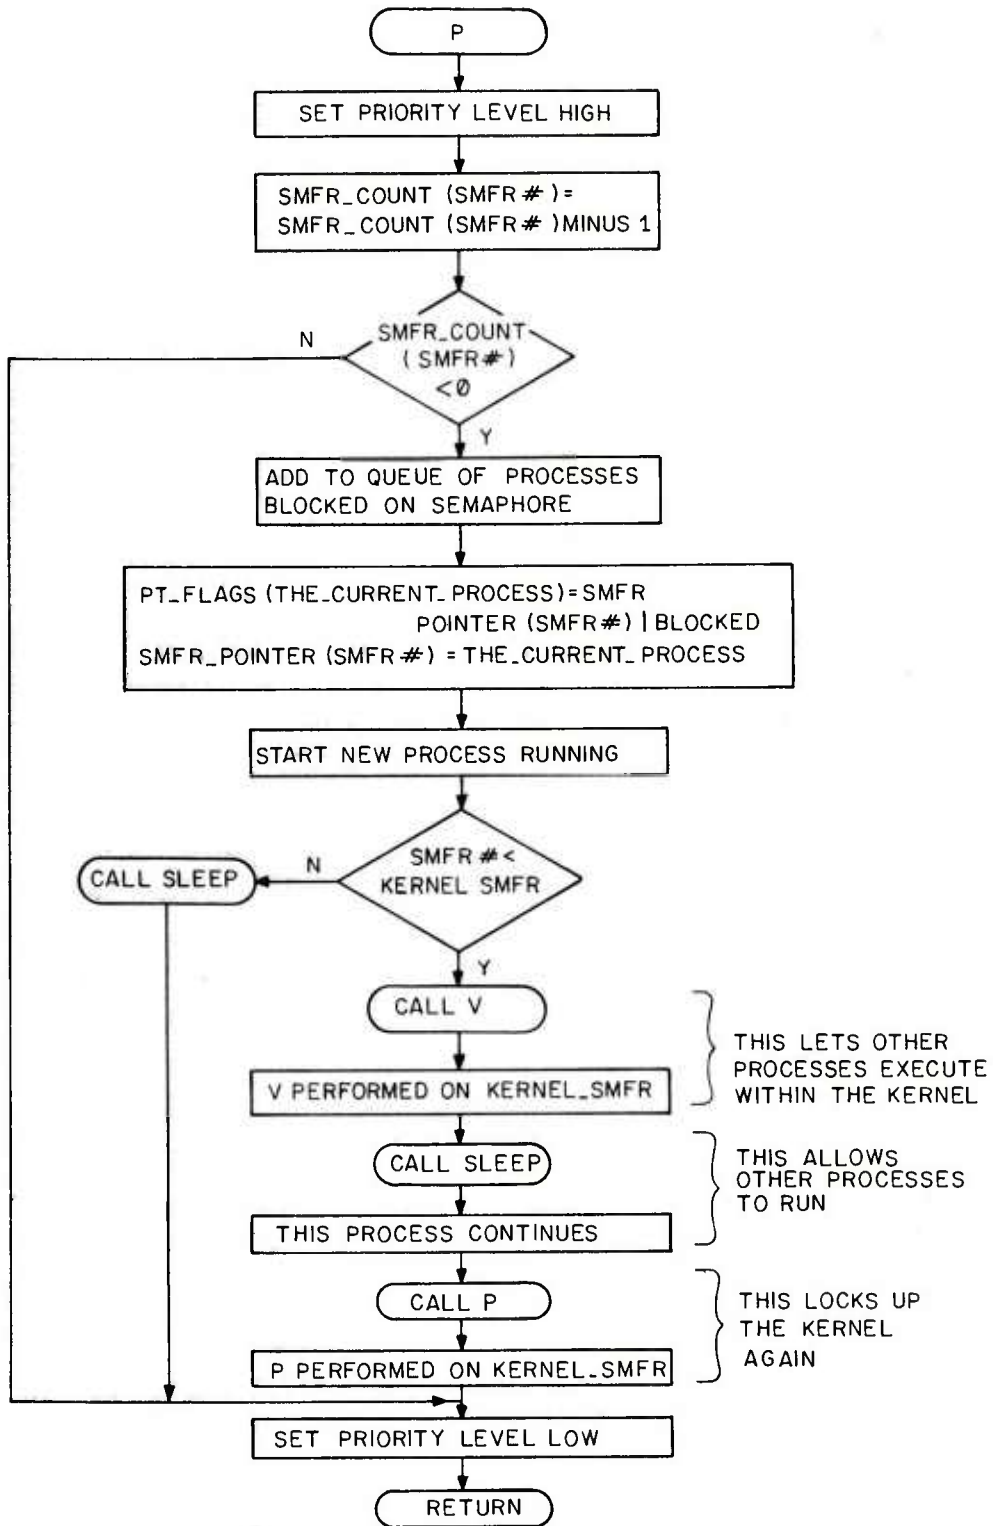 P
SET PRIORITY LEVEL HIGH
SMFR_COUNT (SMFR#)=
SMFR_COUNT (SMFR#)MINUS 1
SMFR_COUNT
(SMFR#)
<0
N
Y
ADD TO QUEUE OF PROCESSES
BLOCKED ON SEMAPHORE
PT_FLAGS (THE_CURRENT_PROCESS)=SMFR
POINTER (SMFR#) | BLOCKED
SMFR_POINTER (SMFR#) = THE_CURRENT_PROCESS
START NEW PROCESS RUNNING
SMFR#<
KERNEL SMFR
N
CALL SLEEP
Y
CALL V
V PERFORMED ON KERNEL_SMFR
THIS LETS OTHER
PROCESSES EXECUTE
WITHIN THE KERNEL
CALL SLEEP
THIS PROCESS CONTINUES
THIS ALLOWS
OTHER PROCESSES
TO RUN
CALL P
P PERFORMED ON KERNEL_SMFR
THIS LOCKS UP
THE KERNEL
AGAIN
SET PRIORITY LEVEL LOW
RETURN